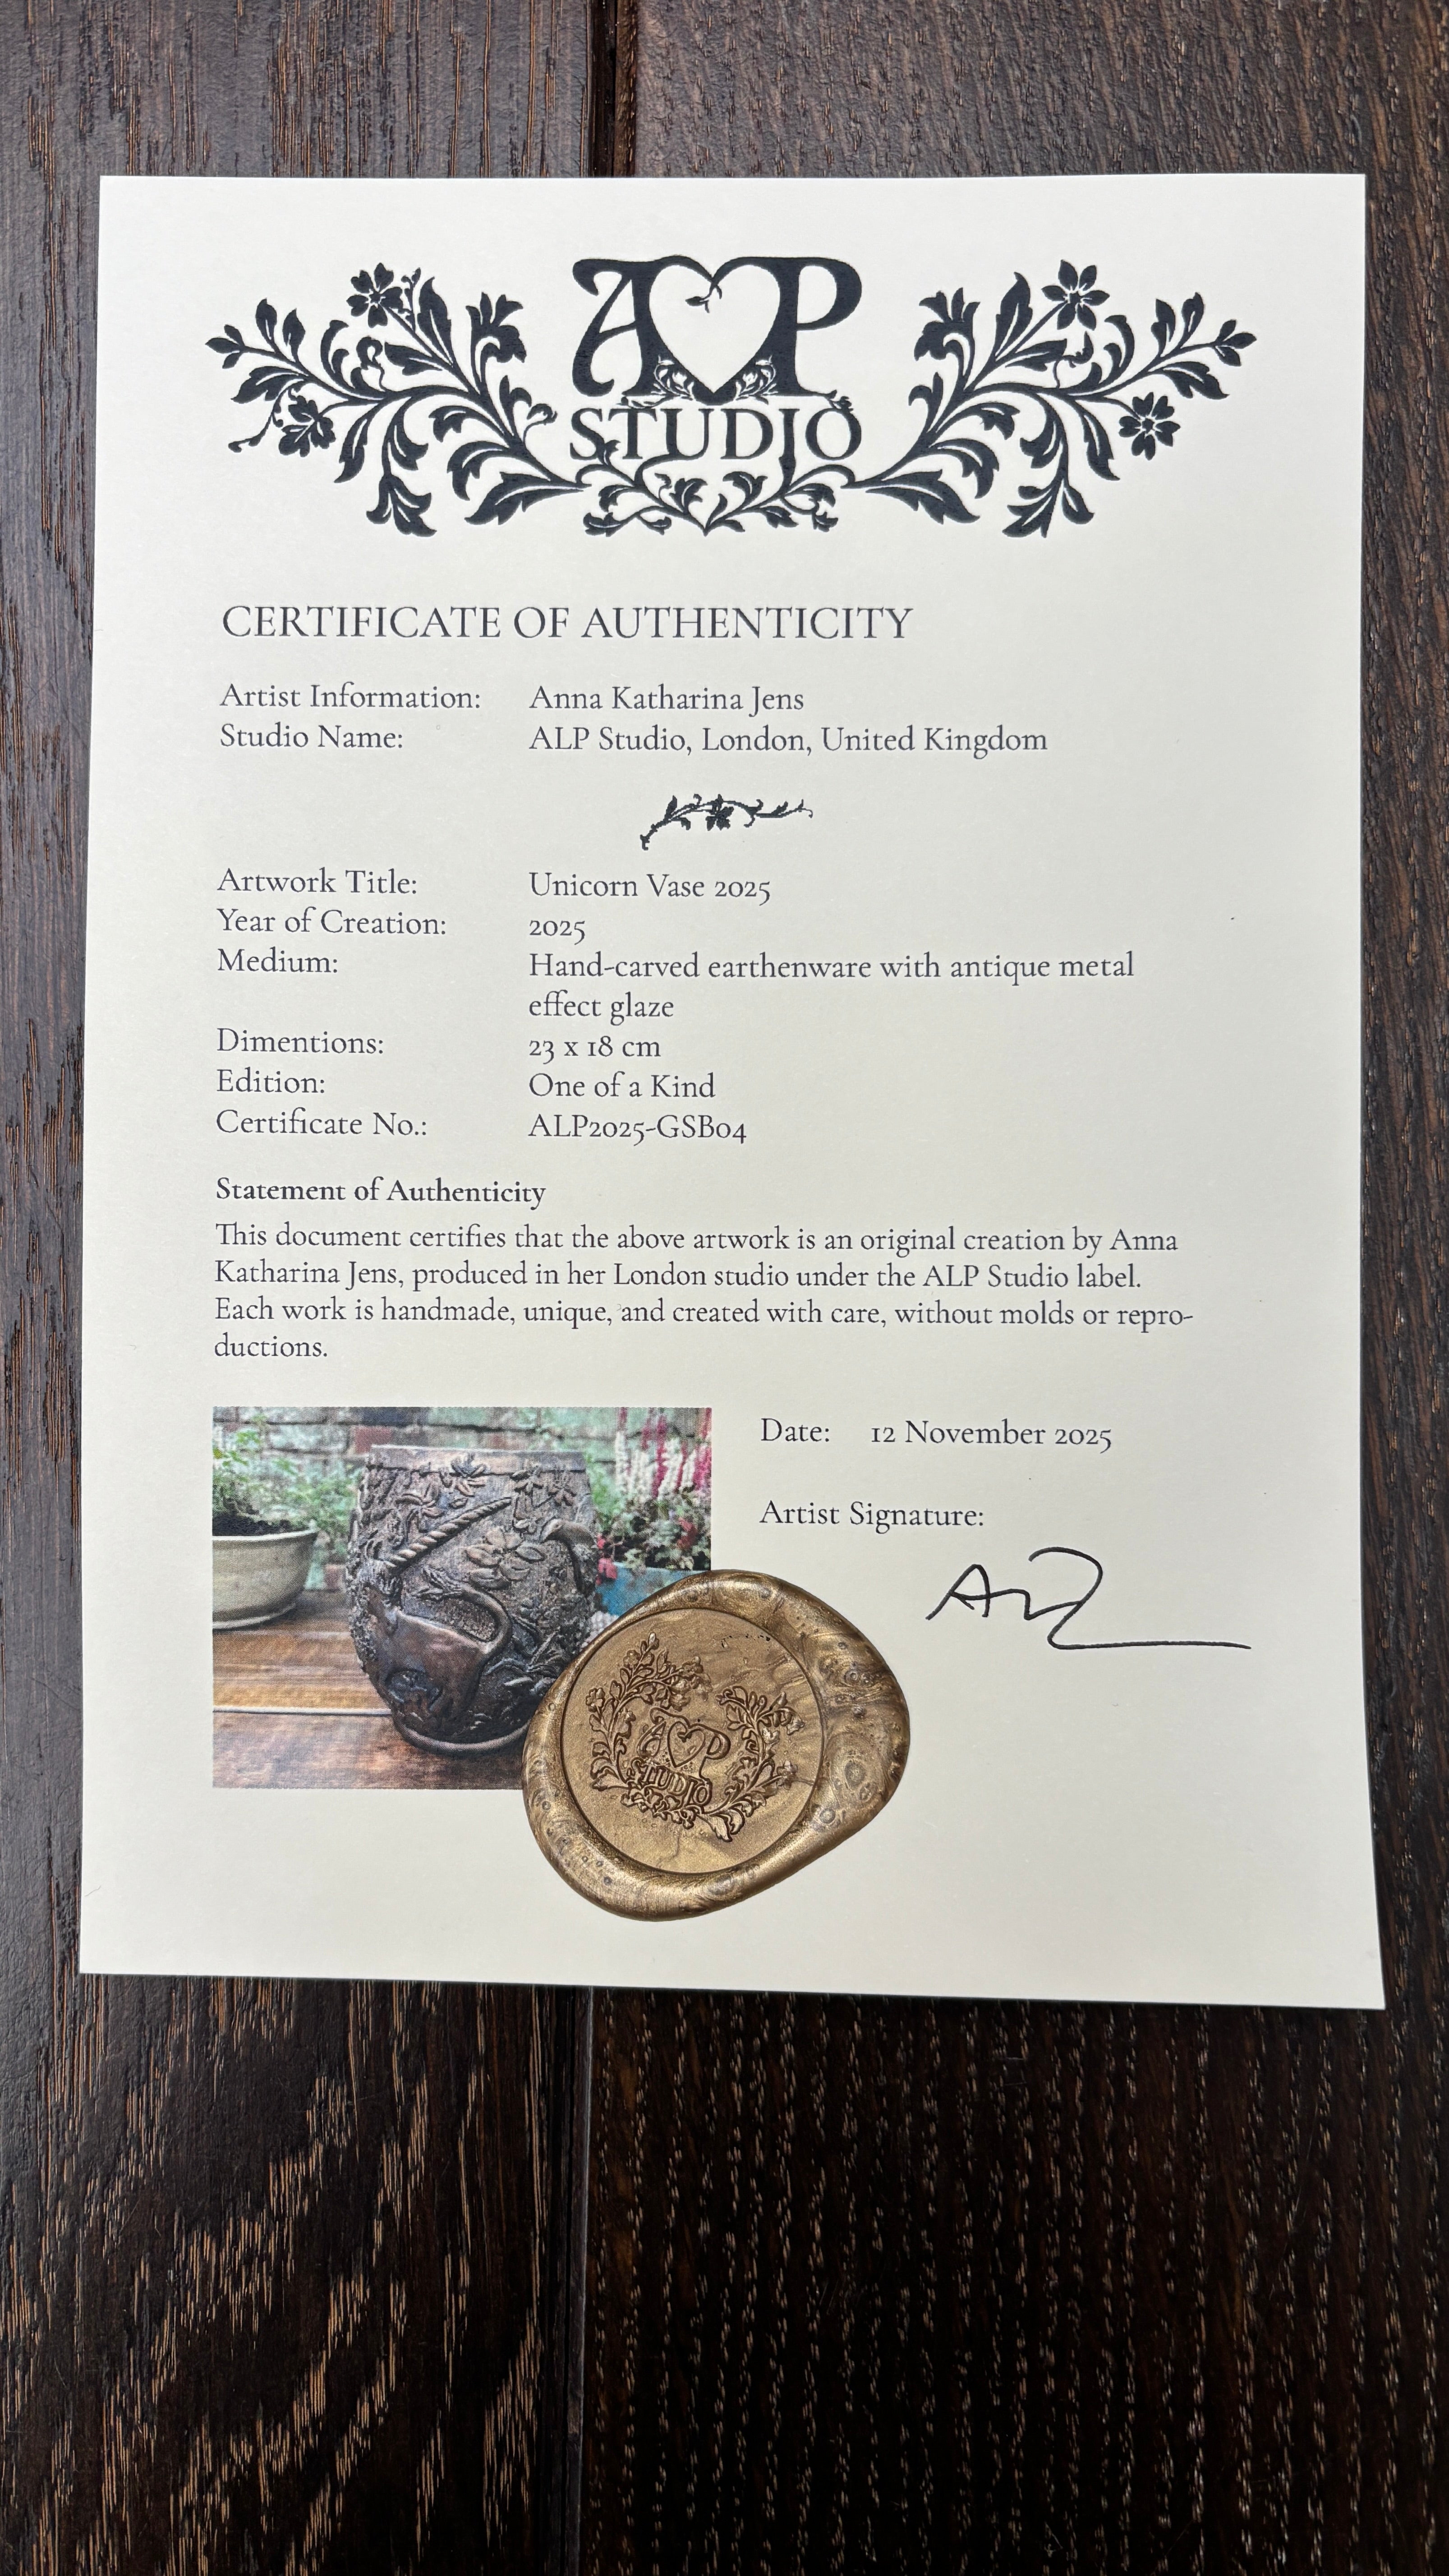 A P
STUDIO
CERTIFICATE OF AUTHENTICITY
Artist Information: Anna Katharina Jens
Studio Name: ALP Studio, London, United Kingdom
Artwork Title: Unicorn Vase 2025
Year of Creation: 2025
Medium: Hand-carved earthenware with antique metal
effect glaze
Dimentions: 23 x 18 cm
Edition: One of a Kind
Certificate No.: ALP2025-GSB04
Statement of Authenticity
This document certifies that the above artwork is an original creation by Anna
Katharina Jens, produced in her London studio under the ALP Studio label.
Each work is handmade, unique, and created with care, without molds or repro-
ductions.
Date: 12 November 2025
Artist Signature:
A P
STUDIO